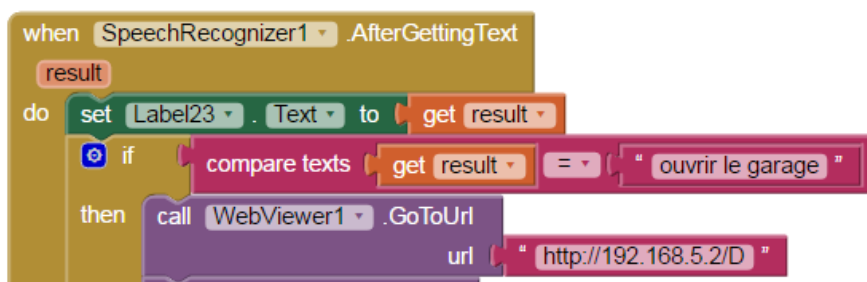 when SpeechRecognizer1 .AfterGettingText
result
do set Label23 . Text to get result
if compare texts get result = " ouvrir le garage "
then call WebViewer1 .GoToUrl
url " http://192.168.5.2/D "